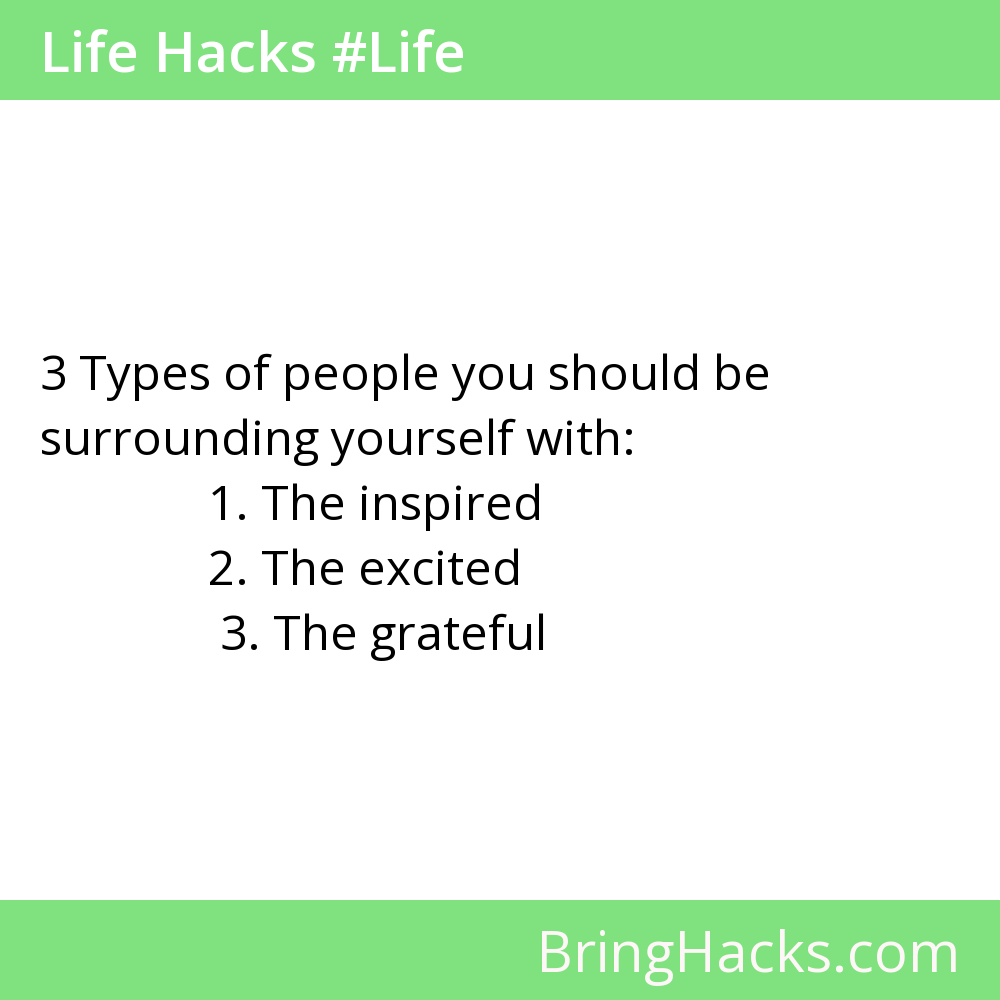 Life Hacks #Life
3 Types of people you should be
surrounding yourself with:
1. The inspired
2. The excited
3. The grateful
BringHacks.com